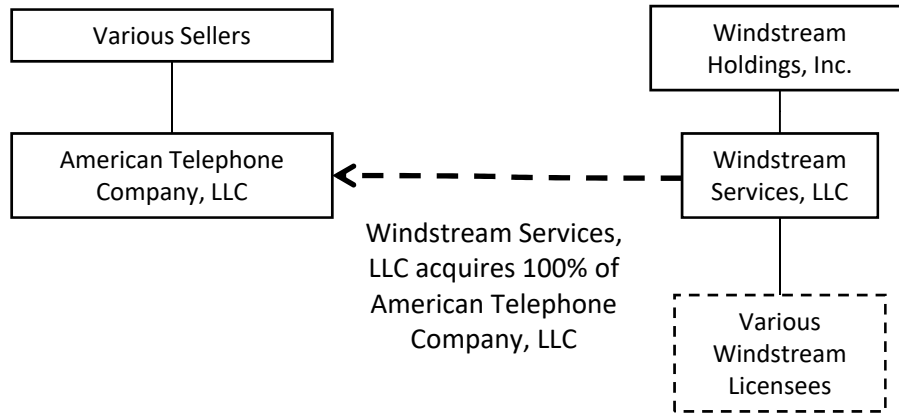 Various Sellers
Windstream
Holdings, Inc.
American Telephone
Company, LLC
Windstream
Services, LLC
Windstream Services,
LLC acquires 100% of
American Telephone
Company, LLC
Various
Windstream
Licensees